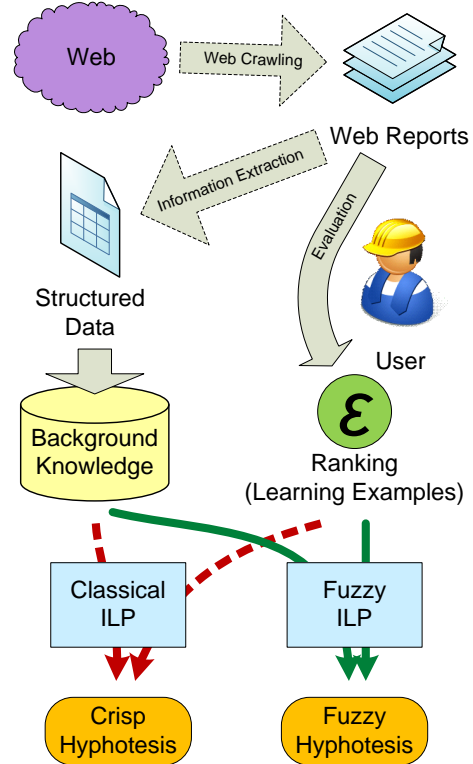 Web
Web Crawling
Web Reports
Information Extraction
Evaluation
Structured
Data
User
Background
Knowledge
ε
Ranking
(Learning Examples)
Classical
ILP
Fuzzy
ILP
Crisp
Hyphotesis
Fuzzy
Hyphotesis